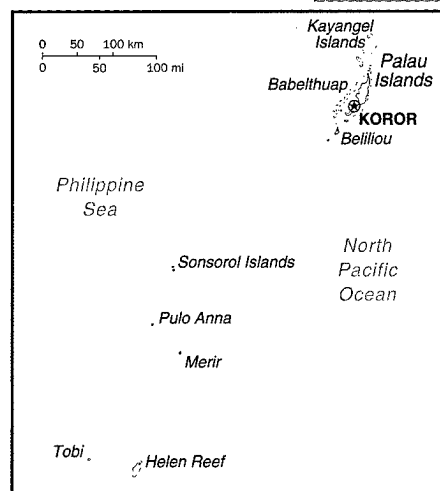 Kayangel
Islands
0 50 100 km
0 50 100 mi
Palau
Islands
Babelthuap
KOROR
Beliliou
Philippine
Sea
North
Pacific
Ocean
Sonsorol Islands
Pulo Anna
Merir
Tobi
Helen Reef